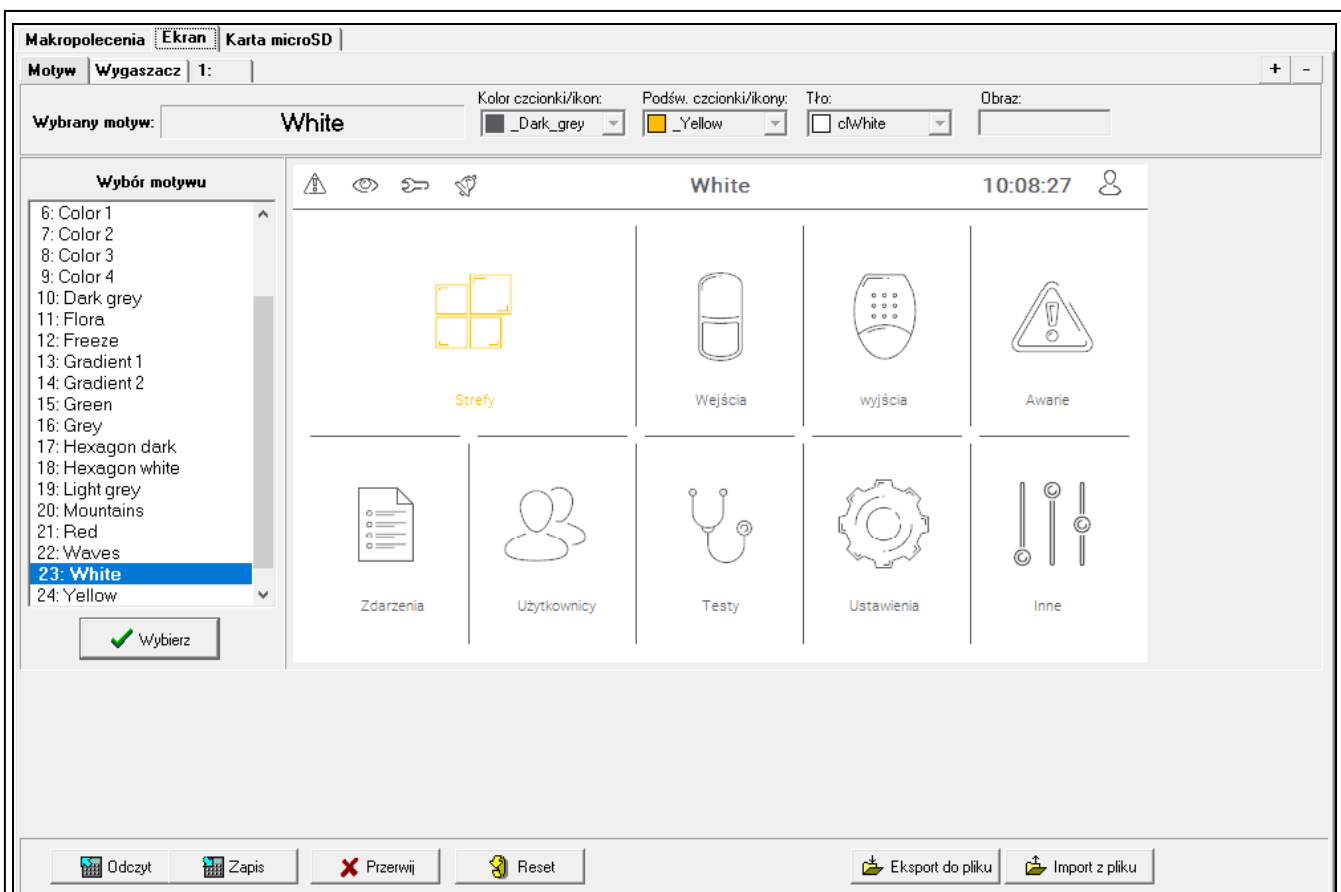 Makropolecenia Ekran Karta microSD
Motyw Wygaszacz 1: + -
Kolor czcionki/ikon: Podśw. czcionki/ikony: Tło: Obraz:
Wybrany motyw: White _Dark_grey _Yellow clWhite
Wybór motywu
6: Color 1
7: Color 2
8: Color 3
9: Color 4
10: Dark grey
11: Flora
12: Freeze
13: Gradient 1
14: Gradient 2
15: Green
16: Grey
17: Hexagon dark
18: Hexagon white
19: Light grey
20: Mountains
21: Red
22: Waves
23: White
24: Yellow
Wybierz
White 10:08:27
Strefy Wejścia wyjścia Awarie
Zdarzenia Użytkownicy Testy Ustawienia Inne
Odczyt Zapis Przerwij Reset Eksport do pliku Import z pliku